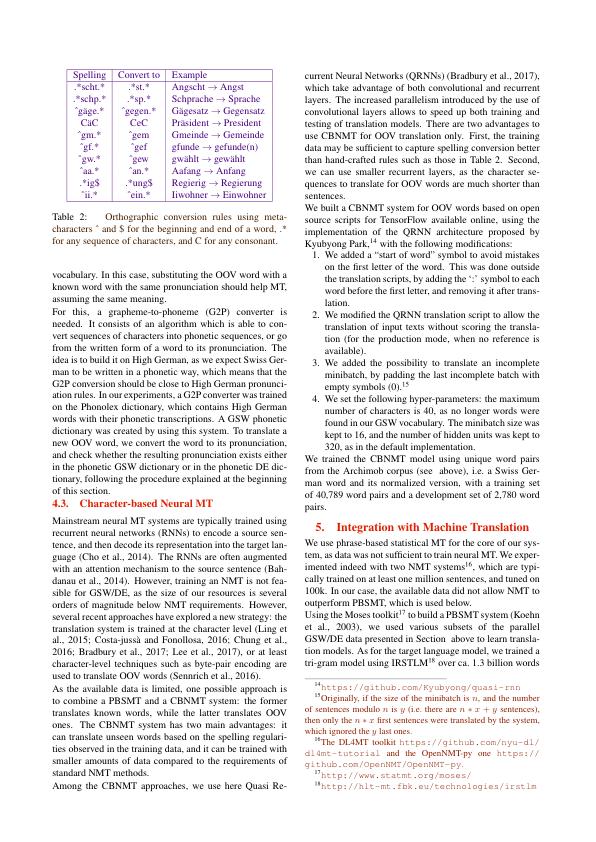 Spelling Convert to Example
.*scht.* .*st.* Angscht → Angst
.*schp.* .*sp.* Schprache → Sprache
ˆgäge.* ˆgegen.* Gägesatz → Gegensatz
CäC CeC Präsident → President
ˆgm.* ˆgem Gmeinde → Gemeinde
ˆgf.* ˆgef gfunde → gefunde(n)
ˆgw.* ˆgew gwählt → gewählt
ˆaa.* ˆan.* Aafang → Anfang
.*ig$ .*ung$ Regierig → Regierung
ˆii.* ˆein.* Iiwohner → Einwohner
Table 2: Orthographic conversion rules using meta-
characters ˆ and $ for the beginning and end of a word, .*
for any sequence of characters, and C for any consonant.
vocabulary. In this case, substituting the OOV word with a
known word with the same pronunciation should help MT,
assuming the same meaning.
For this, a grapheme-to-phoneme (G2P) converter is
needed. It consists of an algorithm which is able to con-
vert sequences of characters into phonetic sequences, or go
from the written form of a word to its pronunciation. The
idea is to build it on High German, as we expect Swiss Ger-
man to be written in a phonetic way, which means that the
G2P conversion should be close to High German pronunci-
ation rules. In our experiments, a G2P converter was trained
on the Phonolex dictionary, which contains High German
words with their phonetic transcriptions. A GSW phonetic
dictionary was created by using this system. To translate a
new OOV word, we convert the word to its pronunciation,
and check whether the resulting pronunciation exists either
in the phonetic GSW dictionary or in the phonetic DE dic-
tionary, following the procedure explained at the beginning
of this section.
4.3. Character-based Neural MT
Mainstream neural MT systems are typically trained using
recurrent neural networks (RNNs) to encode a source sen-
tence, and then decode its representation into the target lan-
guage (Cho et al., 2014). The RNNs are often augmented
with an attention mechanism to the source sentence (Bah-
danau et al., 2014). However, training an NMT is not fea-
sible for GSW/DE, as the size of our resources is several
orders of magnitude below NMT requirements. However,
several recent approaches have explored a new strategy: the
translation system is trained at the character level (Ling et
al., 2015; Costa-jussà and Fonollosa, 2016; Chung et al.,
2016; Bradbury et al., 2017; Lee et al., 2017), or at least
character-level techniques such as byte-pair encoding are
used to translate OOV words (Sennrich et al., 2016).
As the available data is limited, one possible approach is
to combine a PBSMT and a CBNMT system: the former
translates known words, while the latter translates OOV
ones. The CBNMT system has two main advantages: it
can translate unseen words based on the spelling regulari-
ties observed in the training data, and it can be trained with
smaller amounts of data compared to the requirements of
standard NMT methods.
Among the CBNMT approaches, we use here Quasi Re-
current Neural Networks (QRNNs) (Bradbury et al., 2017),
which take advantage of both convolutional and recurrent
layers. The increased parallelism introduced by the use of
convolutional layers allows to speed up both training and
testing of translation models. There are two advantages to
use CBNMT for OOV translation only. First, the training
data may be sufficient to capture spelling conversion better
than hand-crafted rules such as those in Table 2. Second,
we can use smaller recurrent layers, as the character se-
quences to translate for OOV words are much shorter than
sentences.
We built a CBNMT system for OOV words based on open
source scripts for TensorFlow available online, using the
implementation of the QRNN architecture proposed by
Kyubyong Park,14 with the following modifications:
1. We added a “start of word” symbol to avoid mistakes
on the first letter of the word. This was done outside
the translation scripts, by adding the ‘:’ symbol to each
word before the first letter, and removing it after trans-
lation.
2. We modified the QRNN translation script to allow the
translation of input texts without scoring the transla-
tion (for the production mode, when no reference is
available).
3. We added the possibility to translate an incomplete
minibatch, by padding the last incomplete batch with
empty symbols (0).15
4. We set the following hyper-parameters: the maximum
number of characters is 40, as no longer words were
found in our GSW vocabulary. The minibatch size was
kept to 16, and the number of hidden units was kept to
320, as in the default implementation.
We trained the CBNMT model using unique word pairs
from the Archimob corpus (see above), i.e. a Swiss Ger-
man word and its normalized version, with a training set
of 40,789 word pairs and a development set of 2,780 word
pairs.
5. Integration with Machine Translation
We use phrase-based statistical MT for the core of our sys-
tem, as data was not sufficient to train neural MT. We exper-
imented indeed with two NMT systems16, which are typi-
cally trained on at least one million sentences, and tuned on
100k. In our case, the available data did not allow NMT to
outperform PBSMT, which is used below.
Using the Moses toolkit17 to build a PBSMT system (Koehn
et al., 2003), we used various subsets of the parallel
GSW/DE data presented in Section above to learn transla-
tion models. As for the target language model, we trained a
tri-gram model using IRSTLM18 over ca. 1.3 billion words
14https://github.com/Kyubyong/quasi-rnn
15Originally, if the size of the minibatch is n, and the number
of sentences modulo n is y (i.e. there are n ∗ x + y sentences),
then only the n ∗ x first sentences were translated by the system,
which ignored the y last ones.
16The DL4MT toolkit https://github.com/nyu-dl/
dl4mt-tutorial and the OpenNMT-py one https://
github.com/OpenNMT/OpenNMT-py.
17http://www.statmt.org/moses/
18http://hlt-mt.fbk.eu/technologies/irstlm